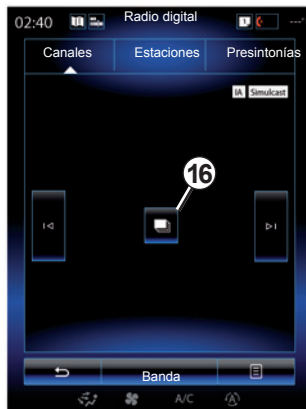 02:40 Radio digital
Canales Estaciones Presintonías
IA Simulcast
16
Banda
A/C